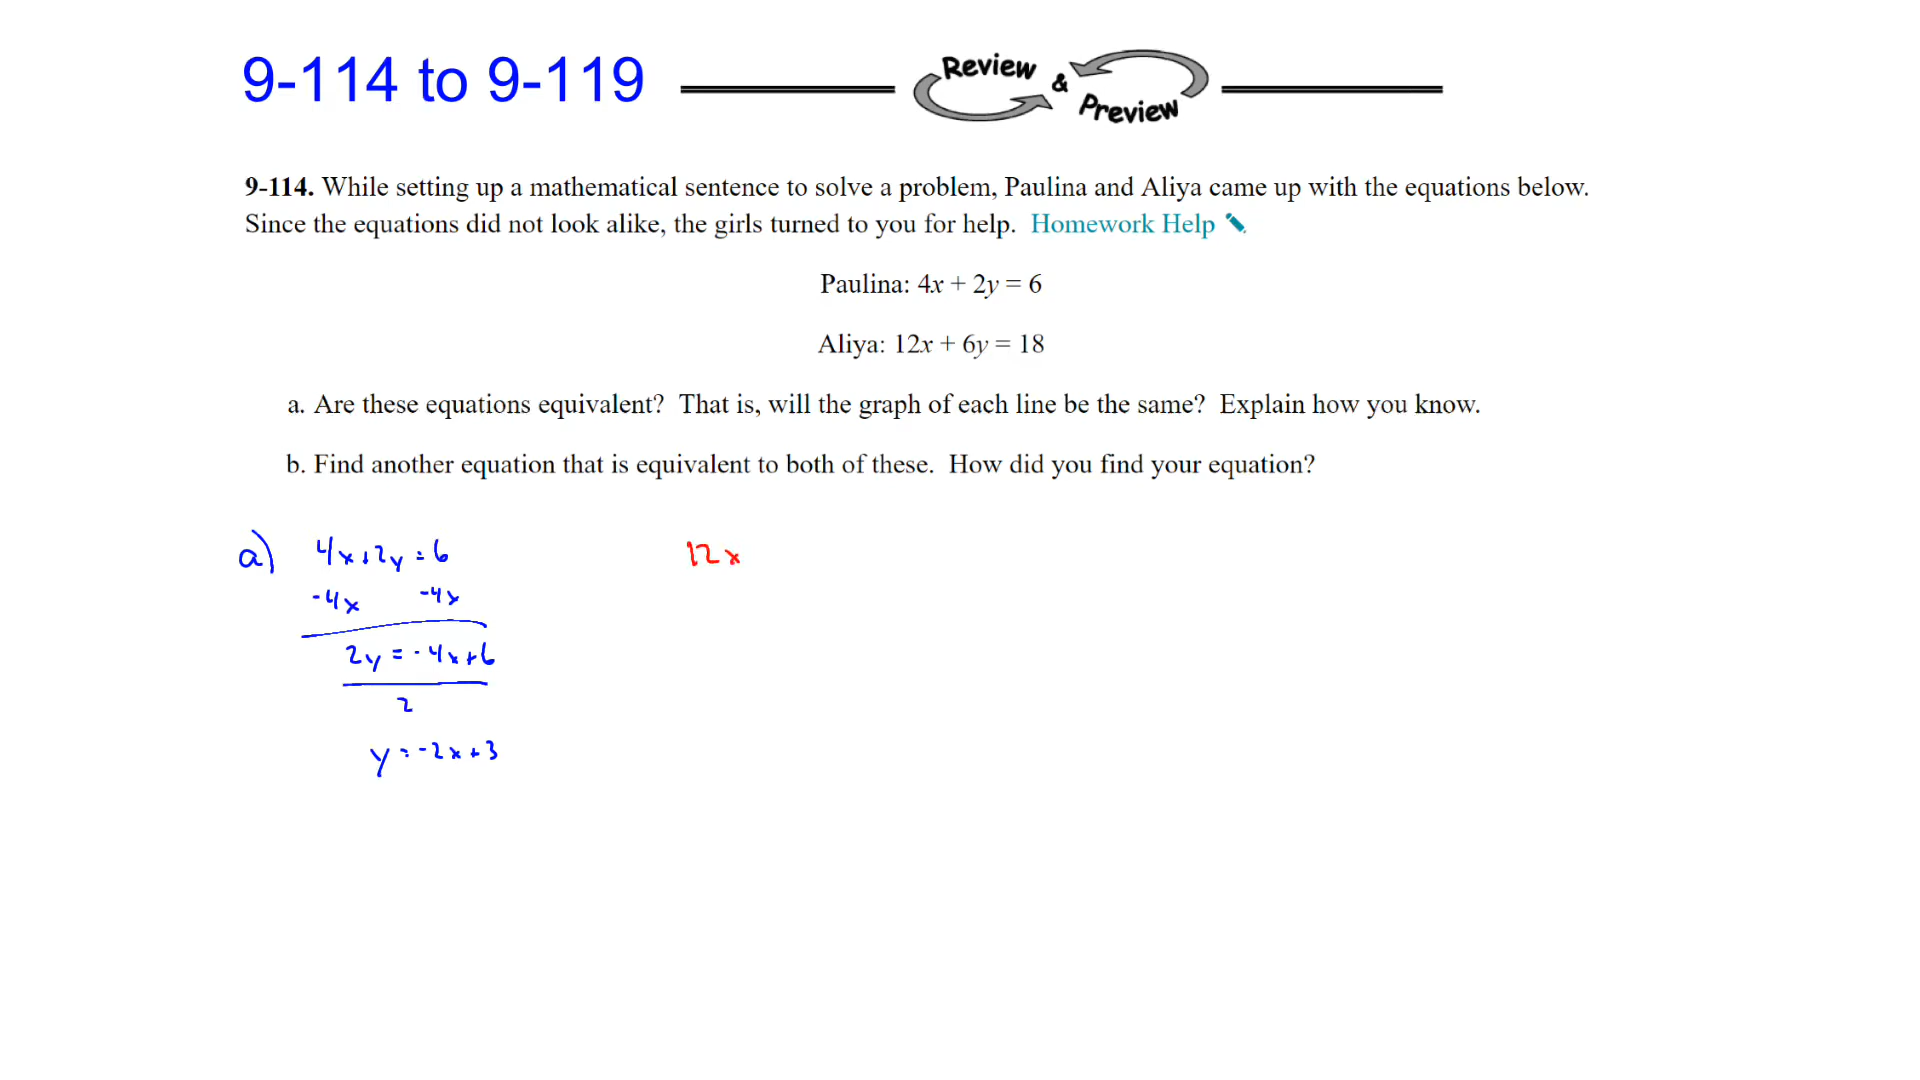 9-114 to 9-119
Review & Preview
9-114. While setting up a mathematical sentence to solve a problem, Paulina and Aliya came up with the equations below.
Since the equations did not look alike, the girls turned to you for help. Homework Help
Paulina: 4x + 2y = 6
Aliya: 12x + 6y = 18
a. Are these equations equivalent? That is, will the graph of each line be the same? Explain how you know.
b. Find another equation that is equivalent to both of these. How did you find your equation?
a) 4x+2y=6 12x
-4x -4x
2y = -4x+6
2
y = -2x+3